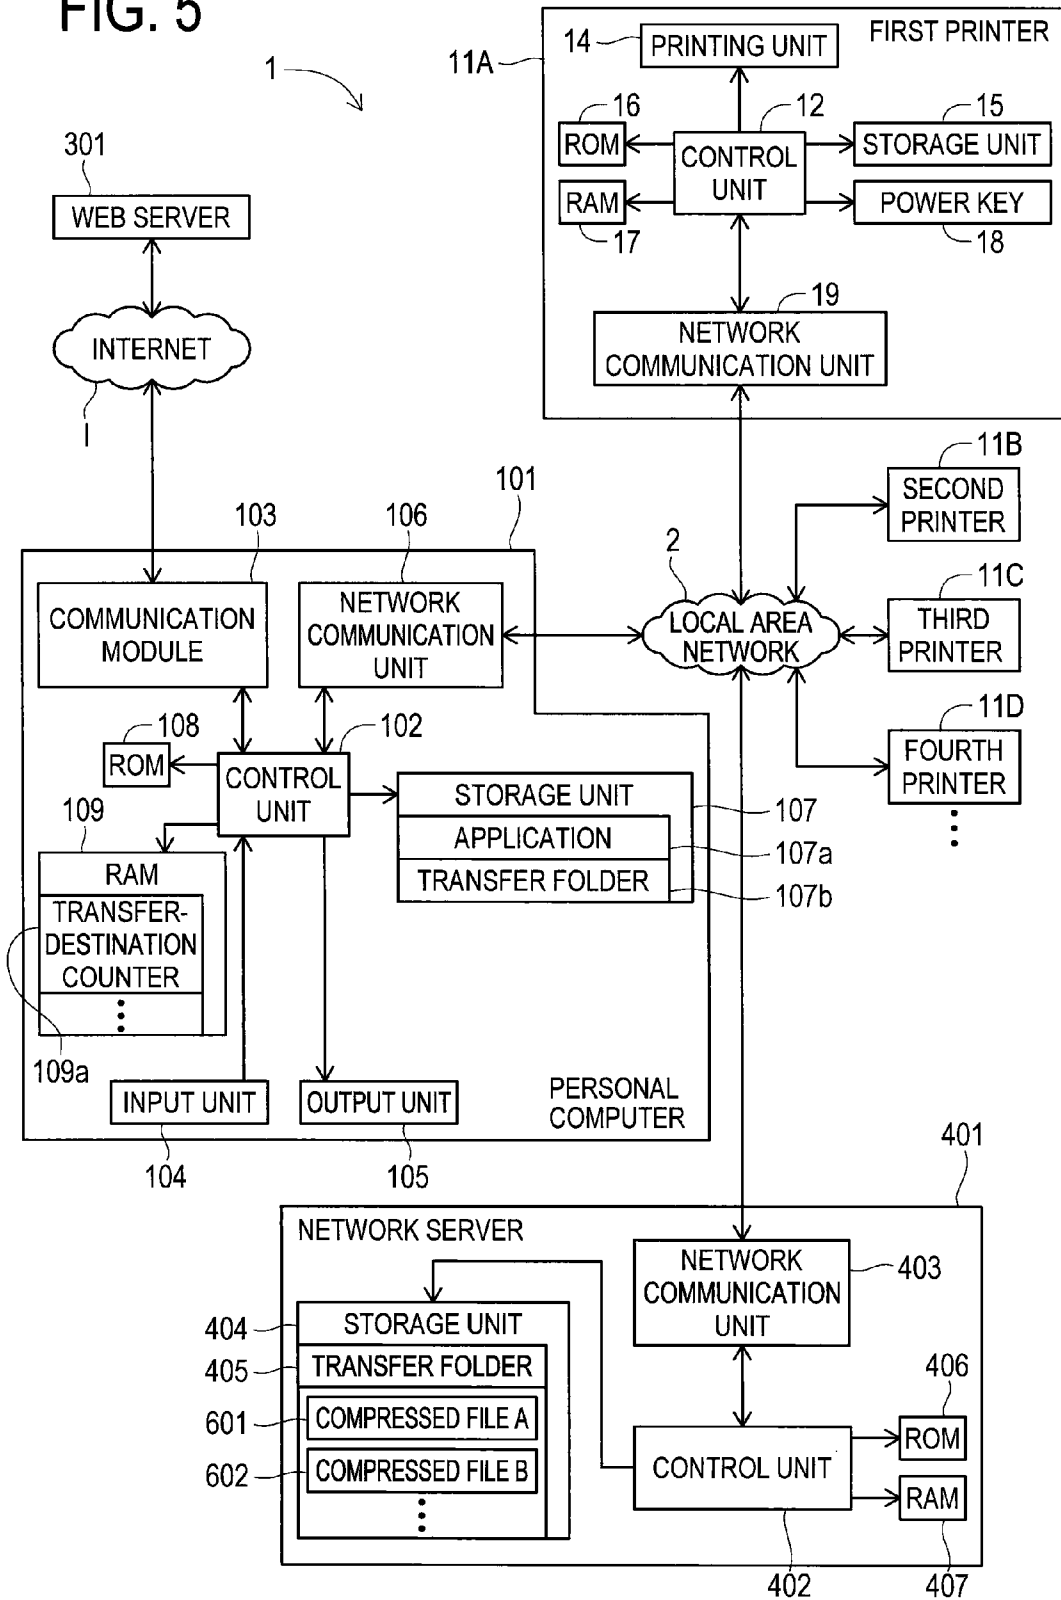 FIG. 5
1
11A
FIRST PRINTER
14
PRINTING UNIT
16
12
15
ROM
CONTROL
UNIT
STORAGE UNIT
RAM
POWER KEY
17
18
19
NETWORK
COMMUNICATION UNIT
301
WEB SERVER
INTERNET
I
11B
SECOND
PRINTER
2
LOCAL AREA
NETWORK
11C
THIRD
PRINTER
11D
FOURTH
PRINTER
101
103
106
COMMUNICATION
MODULE
NETWORK
COMMUNICATION
UNIT
108
102
ROM
CONTROL
UNIT
STORAGE UNIT
107
APPLICATION
107a
TRANSFER FOLDER
107b
109
RAM
TRANSFER-
DESTINATION
COUNTER
109a
INPUT UNIT
OUTPUT UNIT
PERSONAL
COMPUTER
104
105
401
NETWORK SERVER
NETWORK
COMMUNICATION
UNIT
403
404
STORAGE UNIT
405
TRANSFER FOLDER
601
COMPRESSED FILE A
602
COMPRESSED FILE B
CONTROL UNIT
406
ROM
RAM
402
407